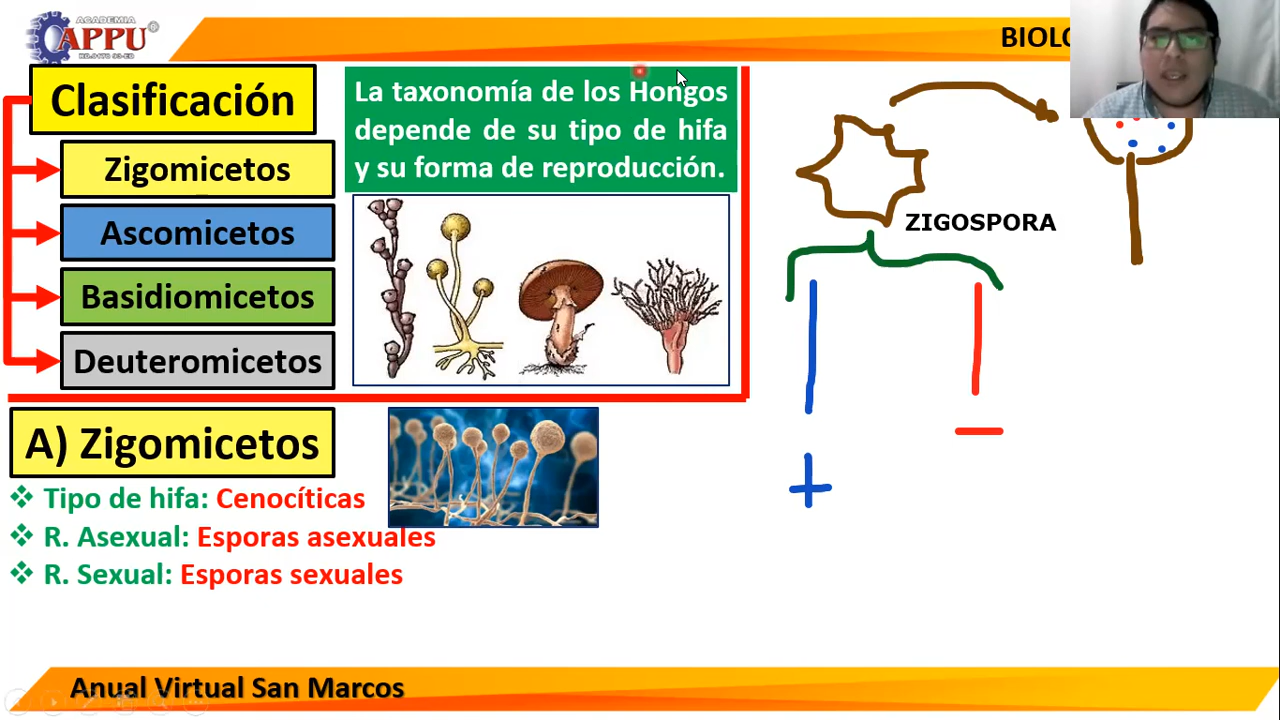 ACADEMIA
APPU
BIOLO
Clasificación
Zigomicetos
Ascomicetos
Basidiomicetos
Deuteromicetos
La taxonomía de los Hongos
depende de su tipo de hifa
y su forma de reproducción.
ZIGOSPORA
+
−
A) Zigomicetos
❖ Tipo de hifa: Cenocíticas
❖ R. Asexual: Esporas asexuales
❖ R. Sexual: Esporas sexuales
Anual Virtual San Marcos